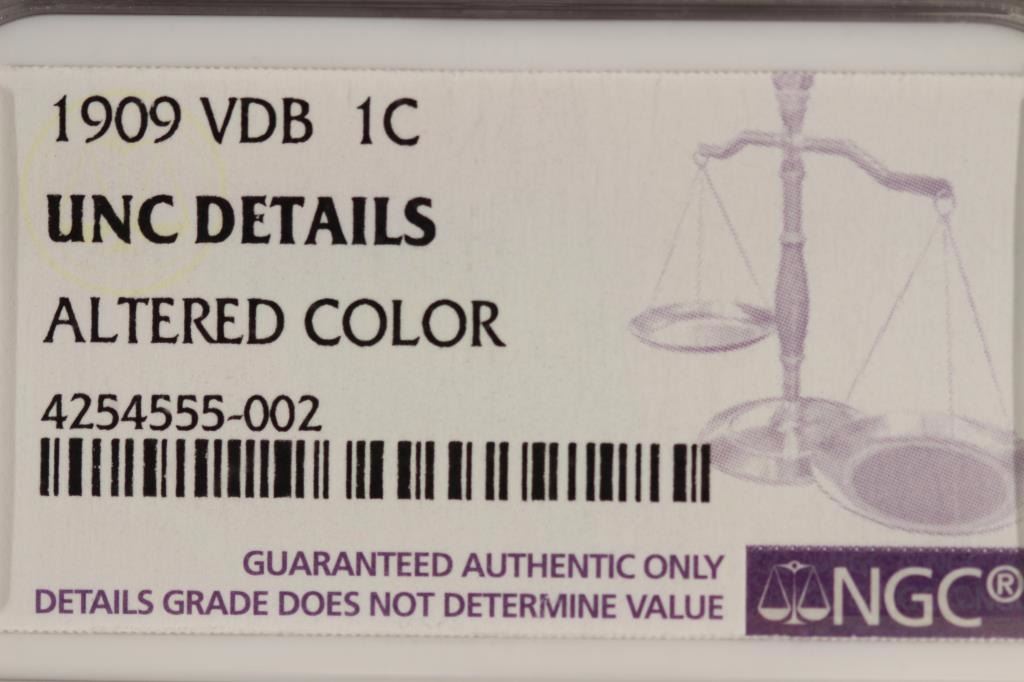 1909 VDB 1C
UNC DETAILS
ALTERED COLOR
4254555-002
GUARANTEED AUTHENTIC ONLY
DETAILS GRADE DOES NOT DETERMINE VALUE
NGC®